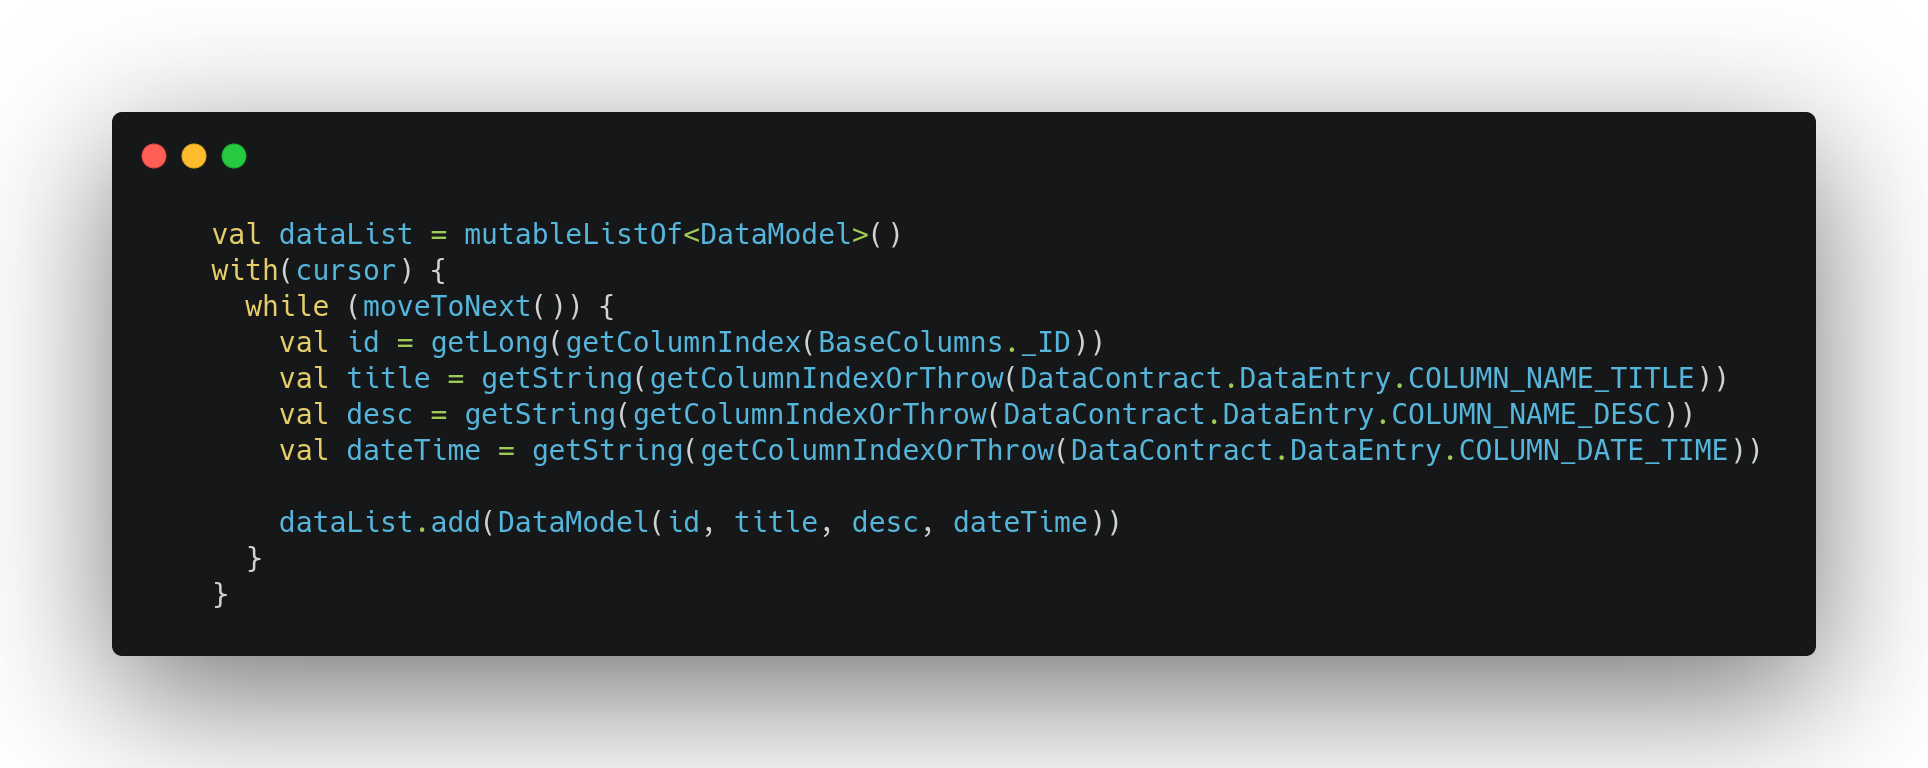 val dataList = mutableListOf<DataModel>()
with(cursor) {
  while (moveToNext()) {
    val id = getLong(getColumnIndex(BaseColumns._ID))
    val title = getString(getColumnIndexOrThrow(DataContract.DataEntry.COLUMN_NAME_TITLE))
    val desc = getString(getColumnIndexOrThrow(DataContract.DataEntry.COLUMN_NAME_DESC))
    val dateTime = getString(getColumnIndexOrThrow(DataContract.DataEntry.COLUMN_DATE_TIME))

    dataList.add(DataModel(id, title, desc, dateTime))
  }
}